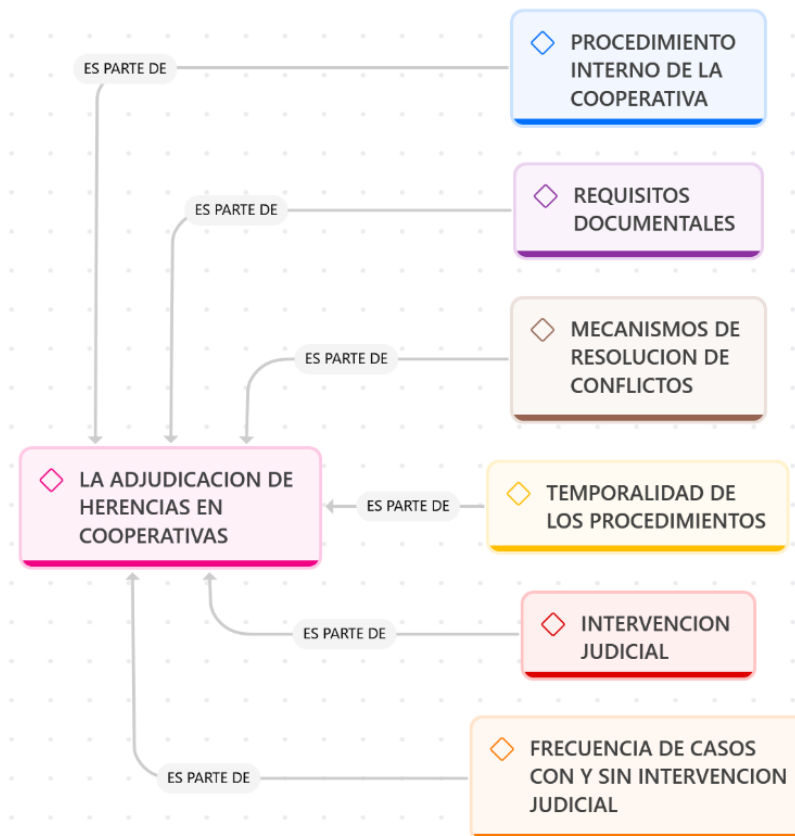 PROCEDIMIENTO
INTERNO DE LA
COOPERATIVA
ES PARTE DE
REQUISITOS
DOCUMENTALES
ES PARTE DE
MECANISMOS DE
RESOLUCION DE
CONFLICTOS
ES PARTE DE
LA ADJUDICACION DE
HERENCIAS EN
COOPERATIVAS
ES PARTE DE
TEMPORALIDAD DE
LOS PROCEDIMIENTOS
ES PARTE DE
INTERVENCION
JUDICIAL
ES PARTE DE
FRECUENCIA DE CASOS
CON Y SIN INTERVENCION
JUDICIAL